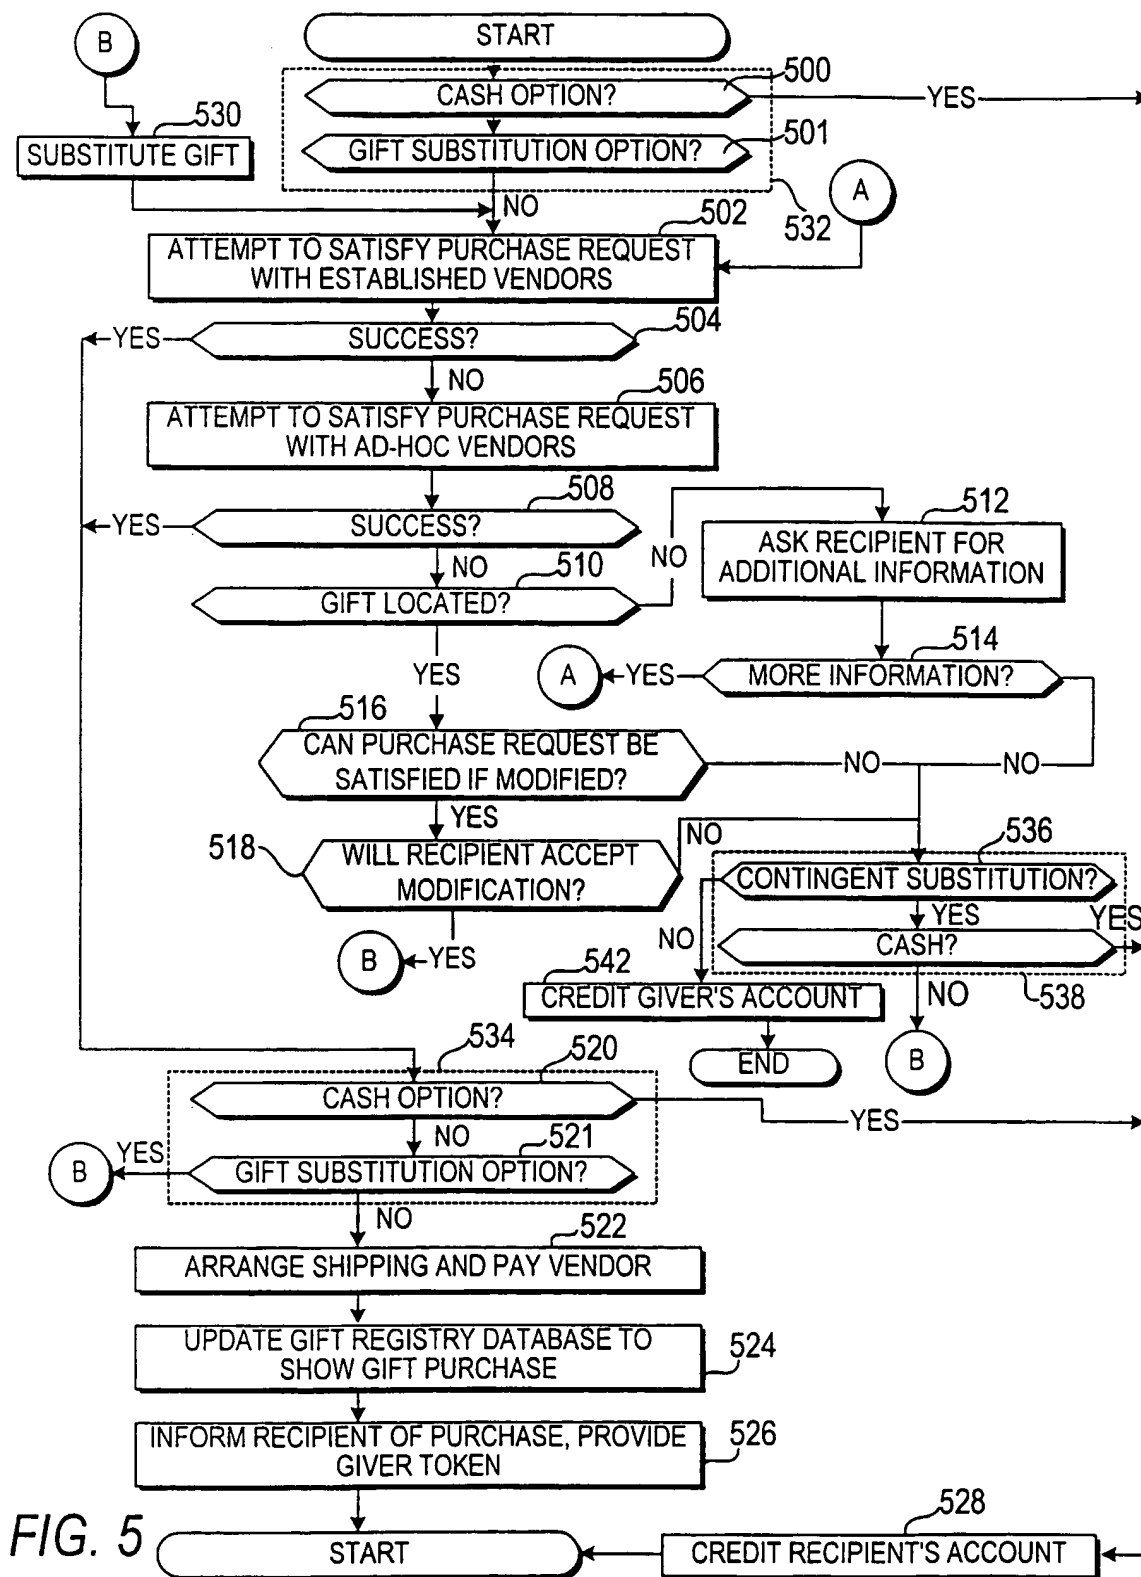 B
START
500
CASH OPTION?
YES
530
SUBSTITUTE GIFT
501
GIFT SUBSTITUTION OPTION?
NO
532
A
502
ATTEMPT TO SATISFY PURCHASE REQUEST
WITH ESTABLISHED VENDORS
YES
SUCCESS?
504
NO
506
ATTEMPT TO SATISFY PURCHASE REQUEST
WITH AD-HOC VENDORS
508
YES
SUCCESS?
NO
512
ASK RECIPIENT FOR
ADDITIONAL INFORMATION
NO
510
GIFT LOCATED?
514
YES
A
YES
MORE INFORMATION?
516
CAN PURCHASE REQUEST BE
SATISFIED IF MODIFIED?
NO
NO
YES
NO
518
WILL RECIPIENT ACCEPT
MODIFICATION?
536
CONTINGENT SUBSTITUTION?
YES
YES
NO
CASH?
B
YES
542
CREDIT GIVER'S ACCOUNT
NO
538
END
B
534
520
CASH OPTION?
YES
NO
521
B
YES
GIFT SUBSTITUTION OPTION?
NO
522
ARRANGE SHIPPING AND PAY VENDOR
UPDATE GIFT REGISTRY DATABASE TO
SHOW GIFT PURCHASE
524
INFORM RECIPIENT OF PURCHASE, PROVIDE
GIVER TOKEN
526
528
FIG. 5
START
CREDIT RECIPIENT'S ACCOUNT